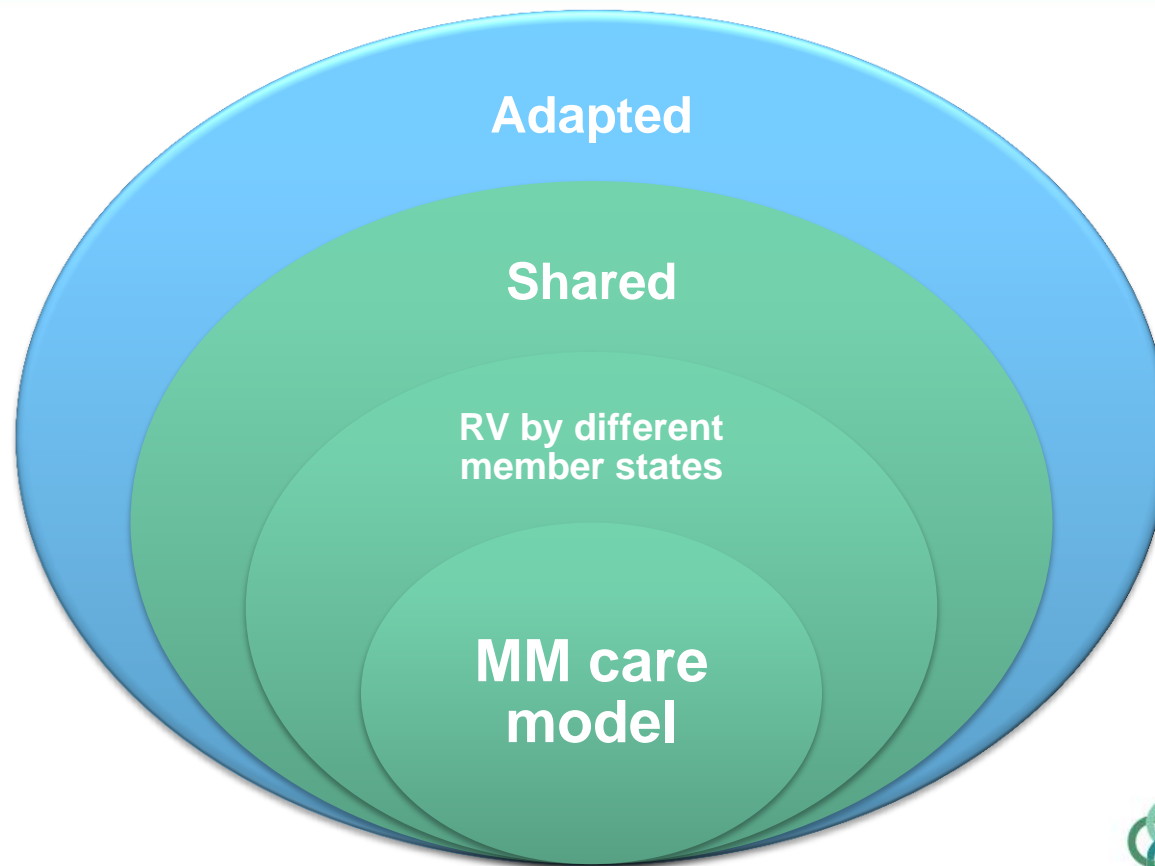 Adapted
Shared
RV by different
member states
MM care
model